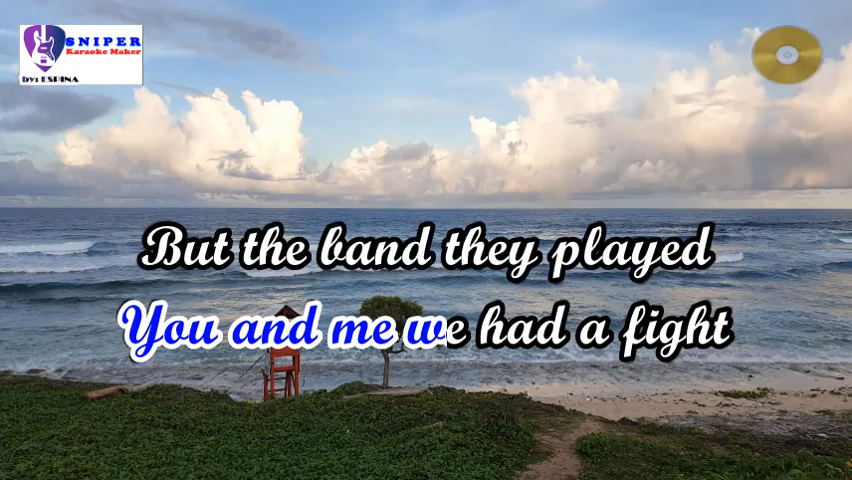 SNIPER
Karaoke Maker
by: ESPINA
But the band they played
You and me we had a fight